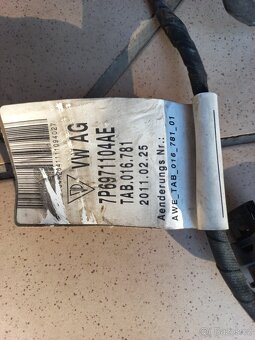 VW AG
7P6971104AE
TAB.016.781
2011.02.25
Aenderungs Nr.:
AWE_TAB_016_781_01